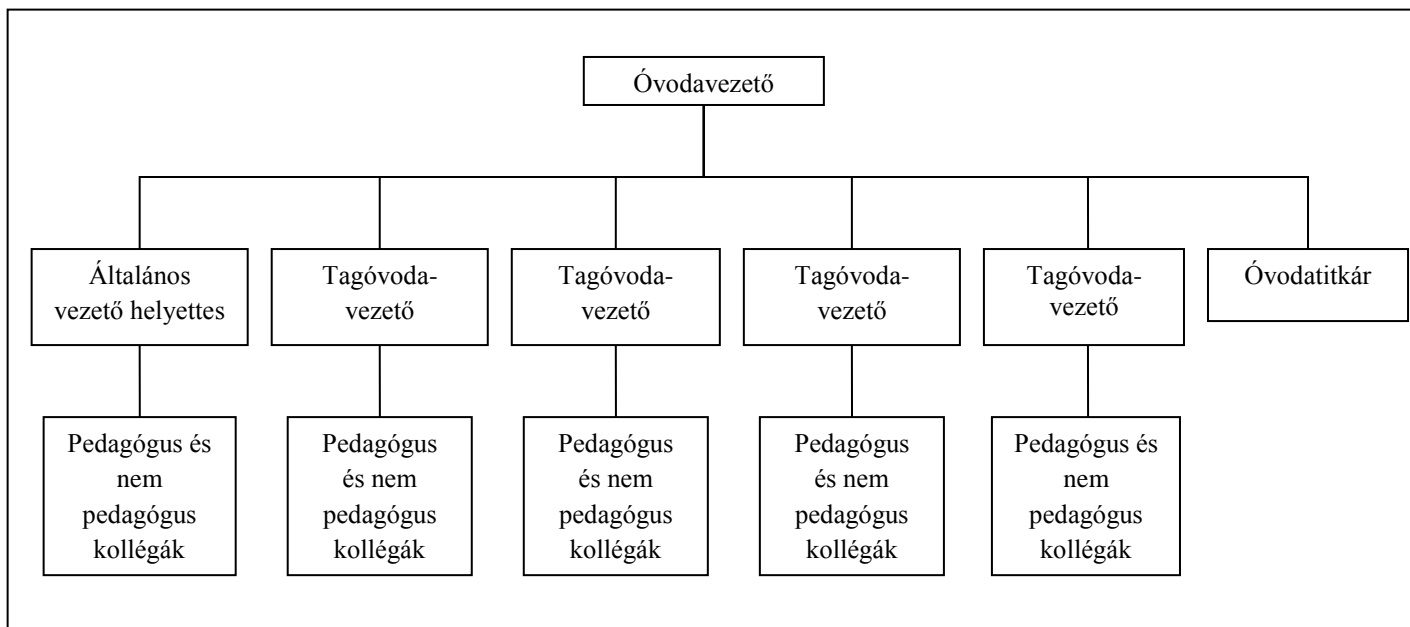 Óvodavezető
Általános
vezető helyettes
Tagóvoda-
vezető
Tagóvoda-
vezető
Tagóvoda-
vezető
Tagóvoda-
vezető
Óvodatitkár
Pedagógus és
nem
pedagógus
kollégák
Pedagógus
és nem
pedagógus
kollégák
Pedagógus
és nem
pedagógus
kollégák
Pedagógus
és nem
pedagógus
kollégák
Pedagógus és
nem
pedagógus
kollégák